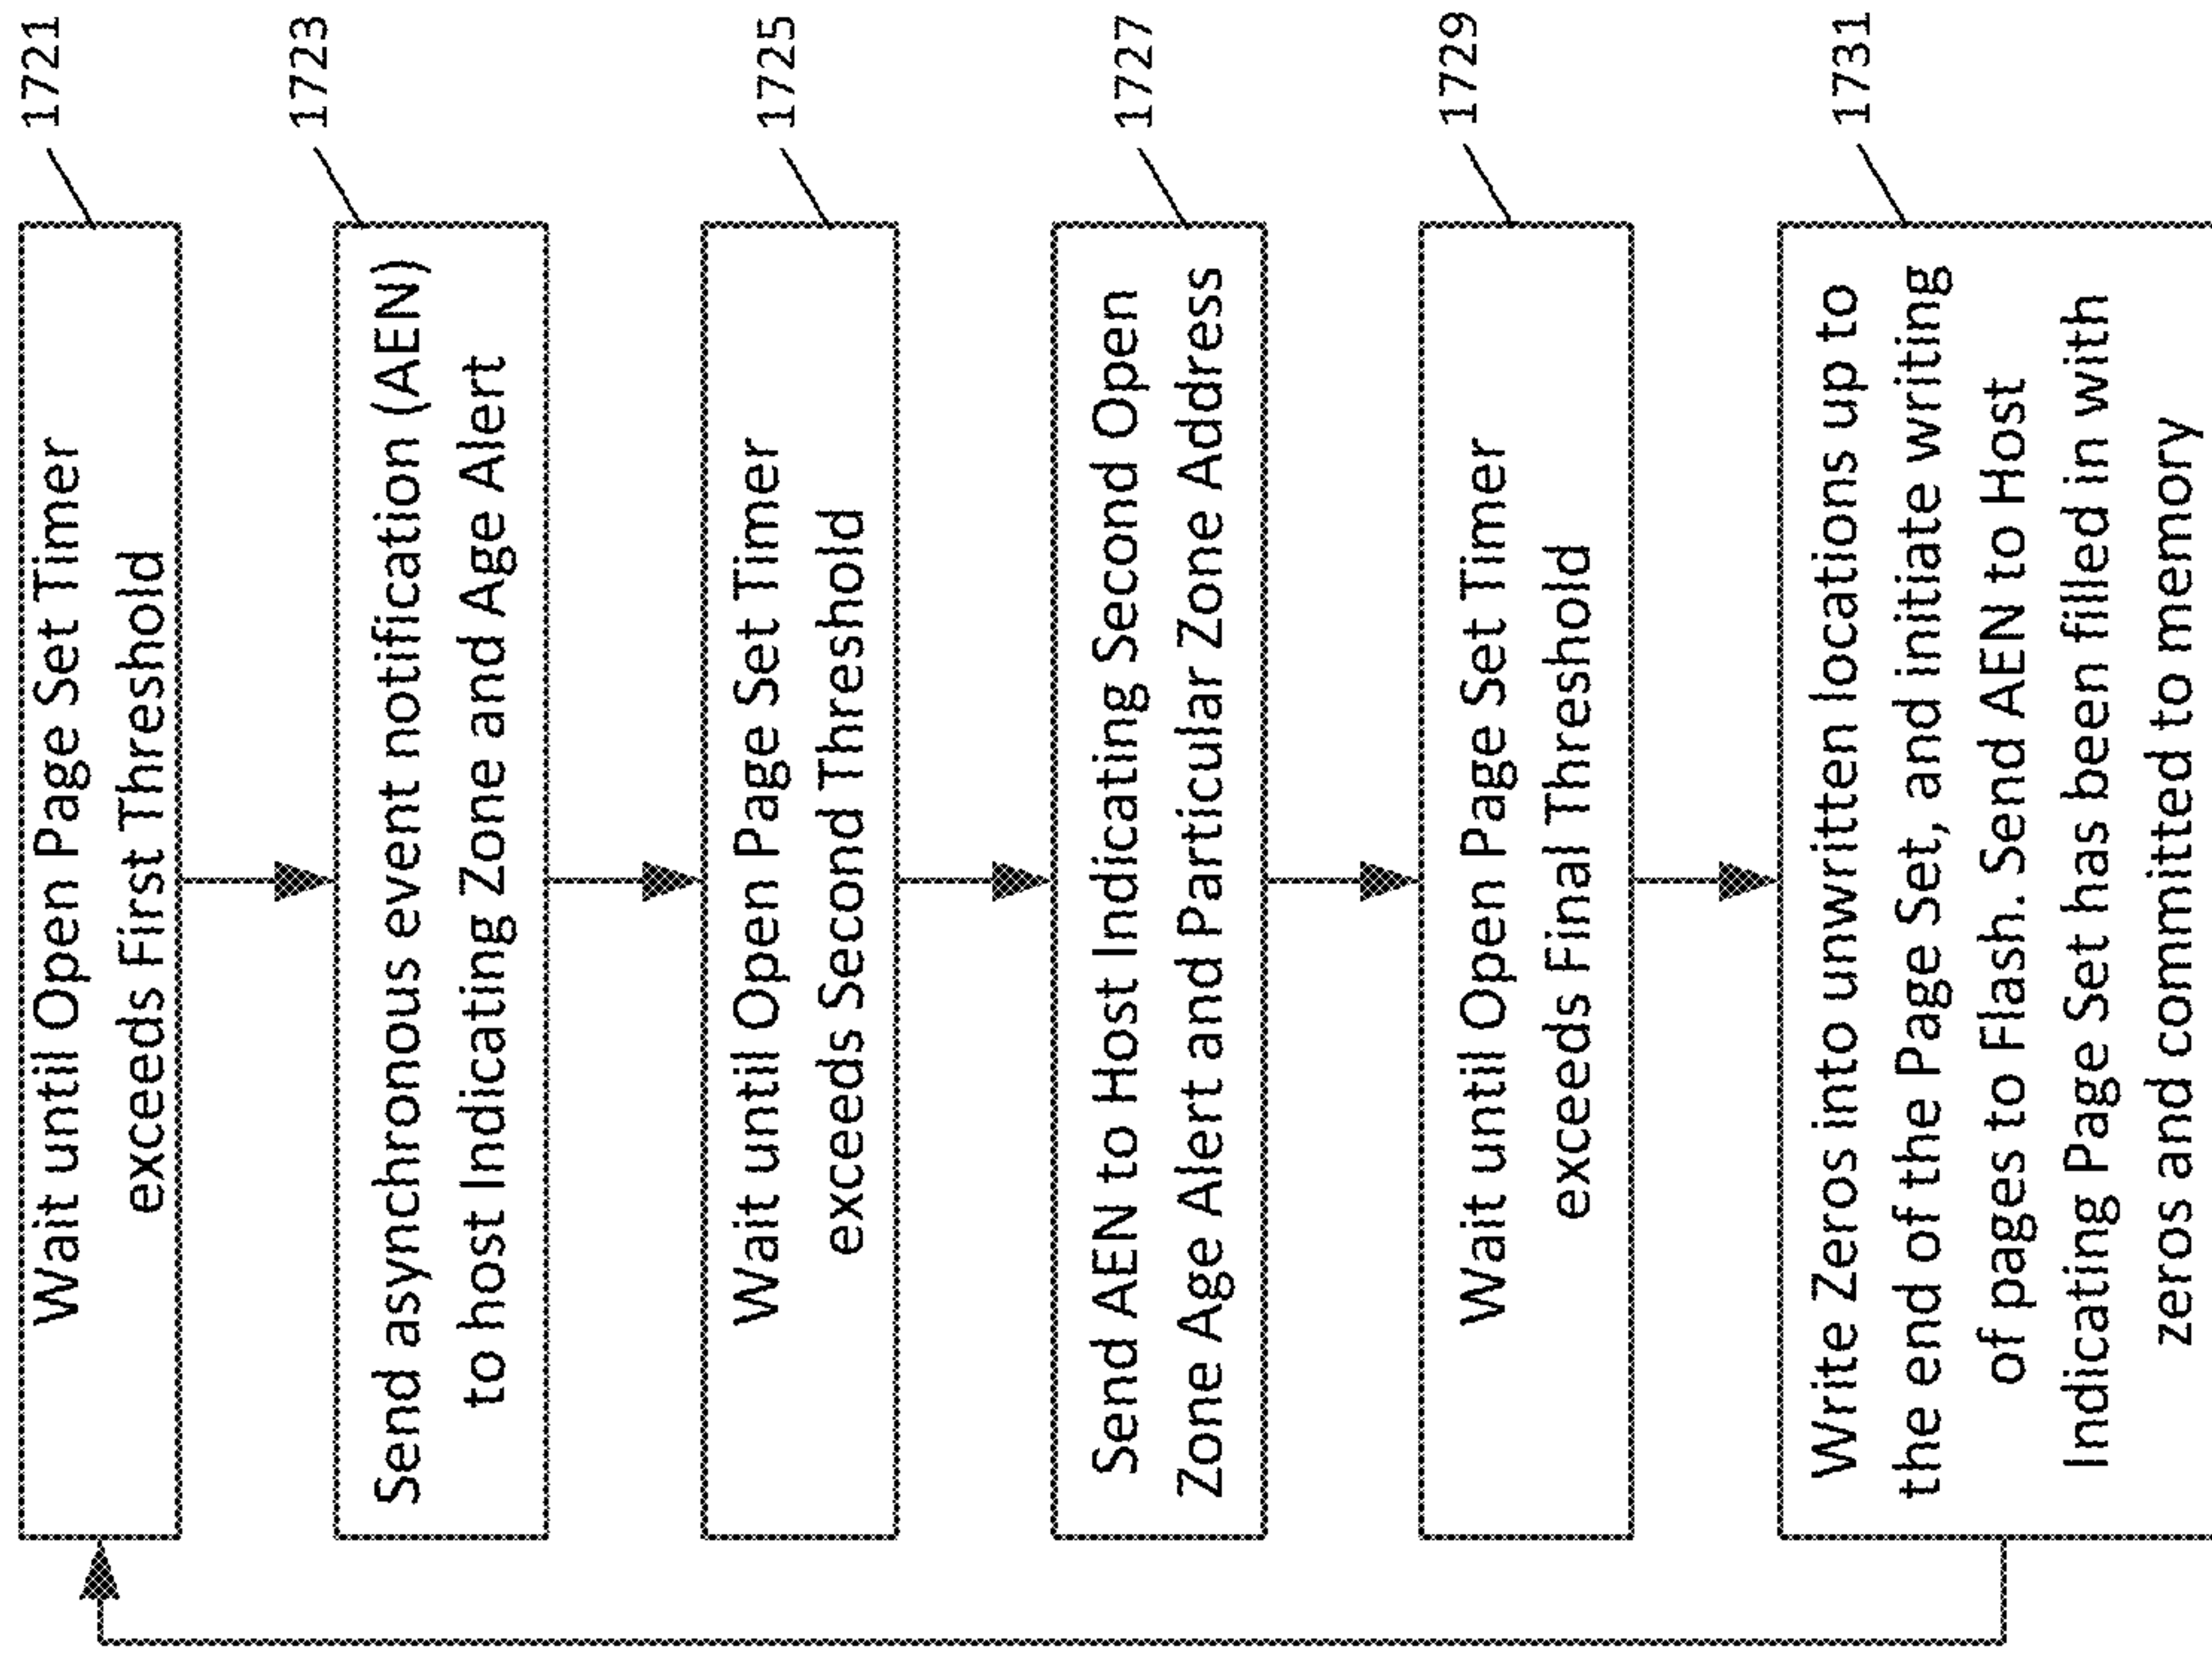 Wait until Open Page Set Timer
exceeds First Threshold
1721
Send asynchronous event notification (AEN)
to host Indicating Zone and Age Alert
1723
Wait until Open Page Set Timer
exceeds Second Threshold
1725
Send AEN to Host Indicating Second Open
Zone Age Alert and Particular Zone Address
1727
Wait until Open Page Set Timer
exceeds Final Threshold
1729
Write Zeros into unwritten locations up to
the end of the Page Set, and initiate writing
of pages to Flash. Send AEN to Host
Indicating Page Set has been filled in with
zeros and committed to memory
1731